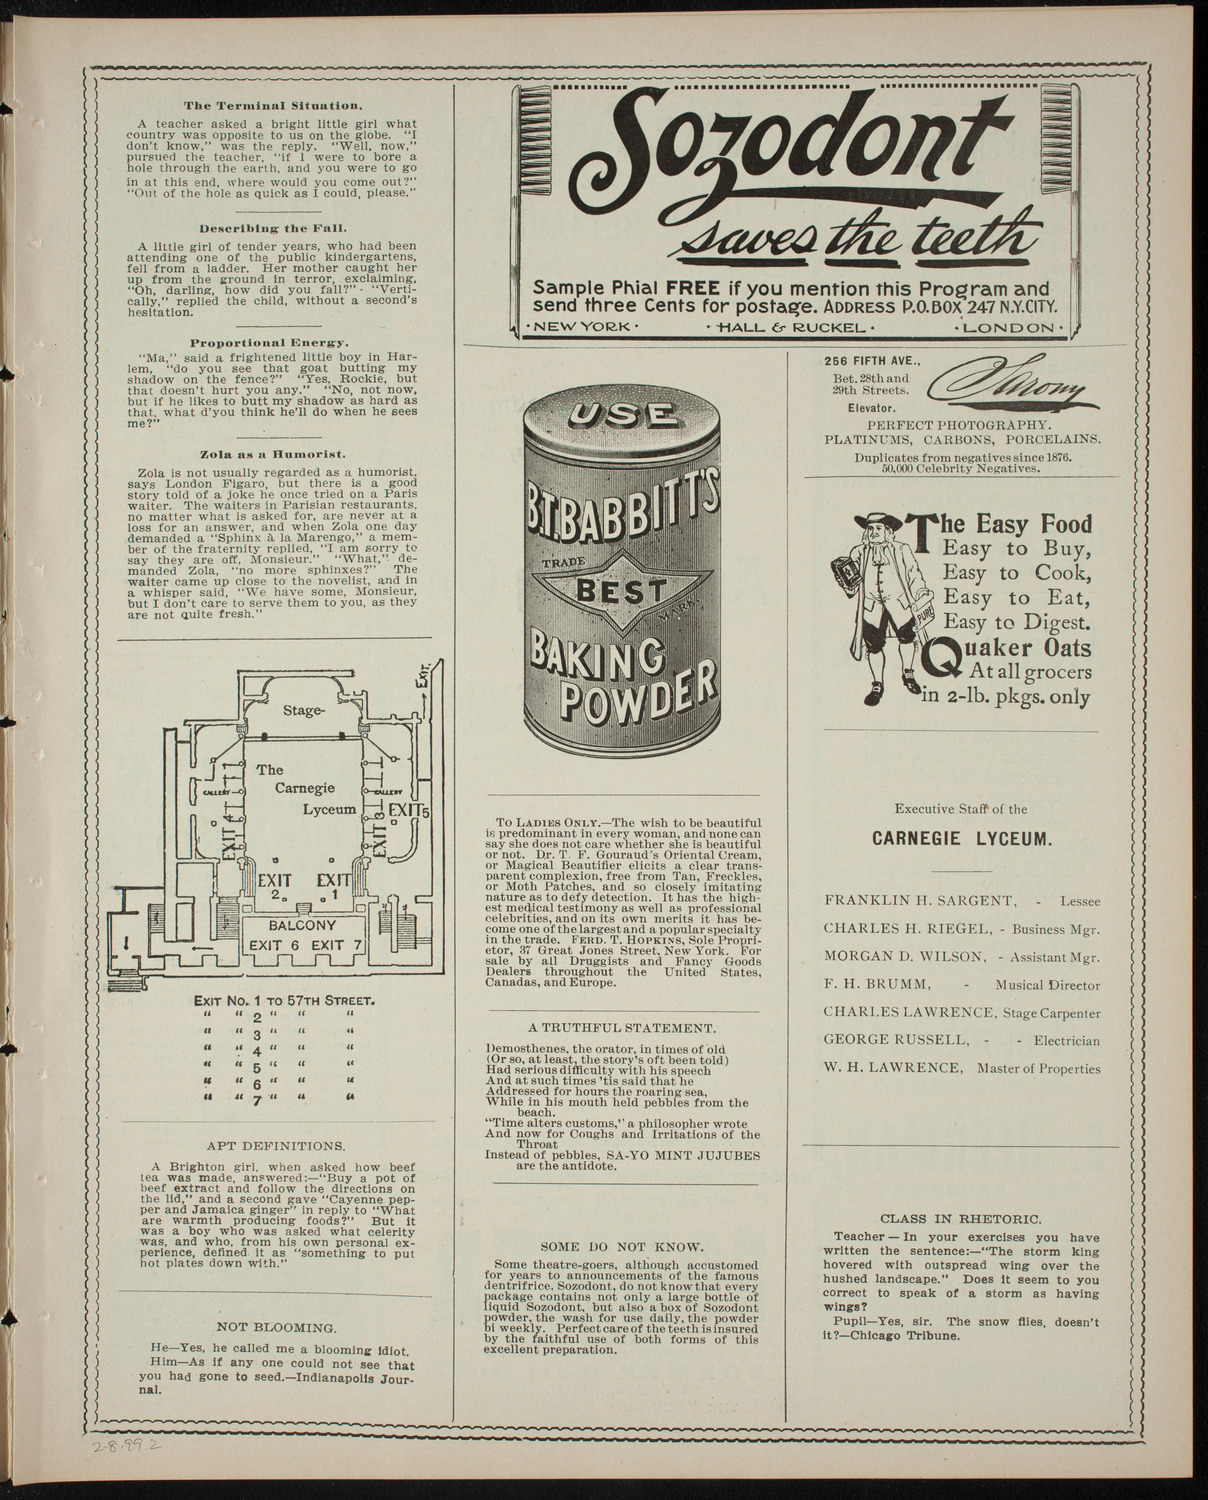 The Terminal Situation.
A teacher asked a bright little girl what
country was opposite to us on the globe. "I
don't know," was the reply. "Well, now,"
pursued the teacher, "if I were to bore a
hole through the earth, and you were to go
in at this end, where would you come out?"
"Out of the hole as quick as I could, please."
Describing the Fall.
A little girl of tender years, who had been
attending one of the public kindergartens,
fell from a ladder. Her mother caught her
up from the ground in terror, exclaiming,
"Oh, darling, how did you fall?" "Verti-
cally," replied the child, without a second's
hesitation.
Proportional Energy.
"Ma," said a frightened little boy in Har-
lem, "do you see that goat butting my
shadow on the fence?" "Yes, Rockie, but
that doesn't hurt you any." "No, not now,
but if he likes to butt my shadow as hard as
that, what d'you think he'll do when he sees
me?"
Zola as a Humorist.
Zola is not usually regarded as a humorist,
says London Figaro, but there is a good
story told of a joke he once tried on a Paris
waiter. The waiters in Parisian restaurants,
no matter what is asked for, are never at a
loss for an answer, and when Zola one day
demanded a "Sphinx à la Marengo," a mem-
ber of the fraternity replied, "I am sorry to
say they are off, Monsieur." "What," de-
manded Zola, "no more sphinxes?" The
waiter came up close to the novelist, and in
a whisper said, "We have some, Monsieur,
but I don't care to serve them to you, as they
are not quite fresh."
EXIT.
Stage
The
Carnegie
Lyceum
GALLERY
GALLERY
EXIT 4
EXIT 3
EXIT 5
EXIT 2
EXIT 1
BALCONY
EXIT 6 EXIT 7
EXIT No. 1 TO 57TH STREET.
" " 2 " " "
" " 3 " " "
" " 4 " " "
" " 5 " " "
" " 6 " " "
" " 7 " " "
APT DEFINITIONS.
A Brighton girl, when asked how beef
tea was made, answered:—"Buy a pot of
beef extract and follow the directions on
the lid," and a second gave "Cayenne pep-
per and Jamaica ginger" in reply to "What
are warmth producing foods?" But it
was a boy who was asked what celerity
was, and who, from his own personal ex-
perience, defined it as "something to put
hot plates down with."
NOT BLOOMING.
He—Yes, he called me a blooming idiot.
Him—As if any one could not see that
you had gone to seed.—Indianapolis Jour-
nal.
Sozodont
saves the teeth
Sample Phial FREE if you mention this Program and
send three Cents for postage. ADDRESS P.O. BOX 247 N.Y. CITY.
· NEW YORK · · HALL & RUCKEL · · LONDON ·
USE
B.T. BABBITT'S
TRADE
BEST
MARK
BAKING
POWDER
TO LADIES ONLY.—The wish to be beautiful
is predominant in every woman, and none can
say she does not care whether she is beautiful
or not. Dr. T. F. Gouraud's Oriental Cream,
or Magical Beautifier elicits a clear trans-
parent complexion, free from Tan, Freckles,
or Moth Patches, and so closely imitating
nature as to defy detection. It has the high-
est medical testimony as well as professional
celebrities, and on its own merits it has be-
come one of the largest and a popular specialty
in the trade. FERD. T. HOPKINS, Sole Propri-
etor, 37 Great Jones Street, New York. For
sale by all Druggists and Fancy Goods
Dealers throughout the United States,
Canadas, and Europe.
A TRUTHFUL STATEMENT.
Demosthenes, the orator, in times of old
(Or so, at least, the story's oft been told)
Had serious difficulty with his speech
And at such times 'tis said that he
Addressed for hours the roaring sea,
While in his mouth held pebbles from the
beach.
"Time alters customs," a philosopher wrote
And now for Coughs and Irritations of the
Throat
Instead of pebbles, SA-YO MINT JUJUBES
are the antidote.
SOME DO NOT KNOW.
Some theatre-goers, although accustomed
for years to announcements of the famous
dentrifrice, Sozodont, do not know that every
package contains not only a large bottle of
liquid Sozodont, but also a box of Sozodont
powder, the wash for use daily, the powder
bi weekly. Perfect care of the teeth is insured
by the faithful use of both forms of this
excellent preparation.
256 FIFTH AVE.,
Bet. 28th and
29th Streets.
Elevator.
Sarony
PERFECT PHOTOGRAPHY.
PLATINUMS, CARBONS, PORCELAINS.
Duplicates from negatives since 1876.
50,000 Celebrity Negatives.
PURE
The Easy Food
Easy to Buy,
Easy to Cook,
Easy to Eat,
Easy to Digest.
Quaker Oats
At all grocers
in 2-lb. pkgs. only
Executive Staff of the
CARNEGIE LYCEUM.
FRANKLIN H. SARGENT, - Lessee
CHARLES H. RIEGEL, - Business Mgr.
MORGAN D. WILSON, - Assistant Mgr.
F. H. BRUMM, - Musical Director
CHARLES LAWRENCE, Stage Carpenter
GEORGE RUSSELL, - - Electrician
W. H. LAWRENCE, Master of Properties
CLASS IN RHETORIC.
Teacher — In your exercises you have
written the sentence:—"The storm king
hovered with outspread wing over the
hushed landscape." Does it seem to you
correct to speak of a storm as having
wings?
Pupil—Yes, sir. The snow flies, doesn't
it?—Chicago Tribune.
2.8.99.2